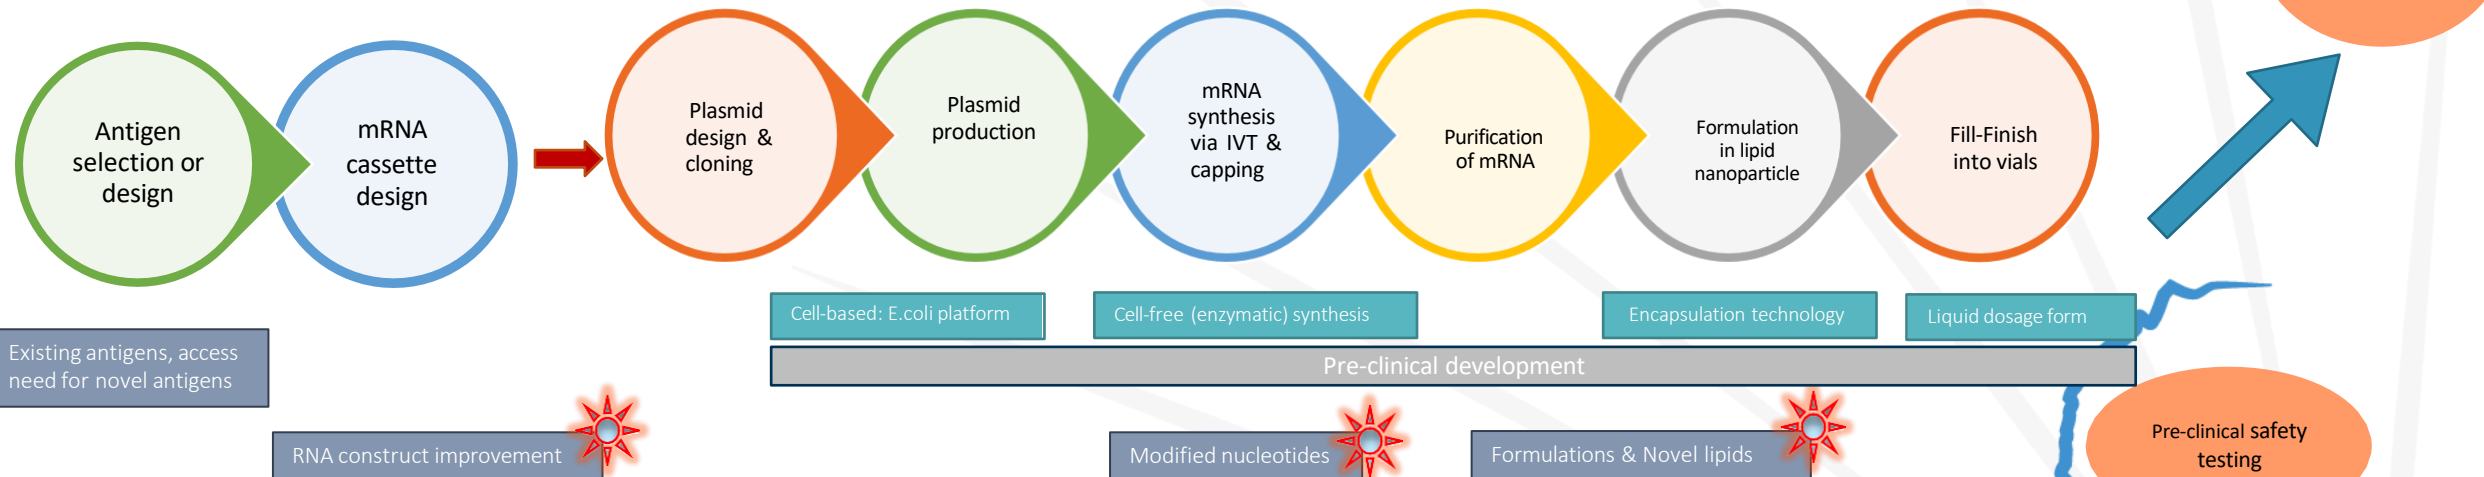 Antigen
selection or
design
mRNA
cassette
design
Plasmid
design &
cloning
Plasmid
production
mRNA
synthesis
via IVT &
capping
Purification
of mRNA
Formulation
in lipid
nanoparticle
Fill-Finish
into vials
Cell-based: E.coli platform
Cell-free (enzymatic) synthesis
Encapsulation technology
Liquid dosage form
Existing antigens, access
need for novel antigens
Pre-clinical development
RNA construct improvement
Modified nucleotides
Formulations & Novel lipids
Pre-clinical safety
testing